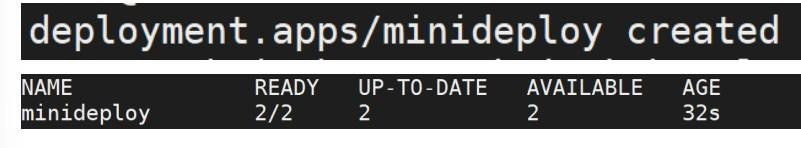 deployment.apps/minideploy created
NAME READY UP-TO-DATE AVAILABLE AGE
minideploy 2/2 2 2 32s